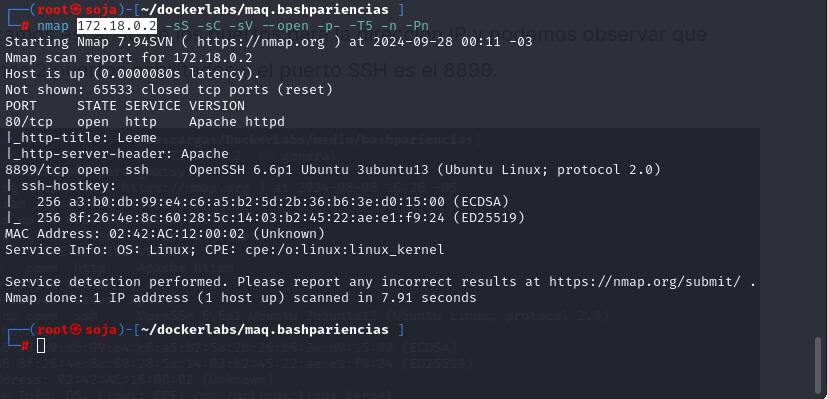 ┌──(root㉿soja)-[~/dockerlabs/maq.bashpariencias ]
└─# nmap 172.18.0.2 -sS -sC -sV --open -p- -T5 -n -Pn
Starting Nmap 7.94SVN ( https://nmap.org ) at 2024-09-28 00:11 -03
Nmap scan report for 172.18.0.2
Host is up (0.0000080s latency).
Not shown: 65533 closed tcp ports (reset)
PORT     STATE SERVICE VERSION
80/tcp   open  http    Apache httpd
|_http-title: Leeme
|_http-server-header: Apache
8899/tcp open  ssh     OpenSSH 6.6p1 Ubuntu 3ubuntu13 (Ubuntu Linux; protocol 2.0)
| ssh-hostkey:
|   256 a3:b0:db:99:e4:c6:a5:b2:5d:2b:36:b6:3e:d0:15:00 (ECDSA)
|_  256 8f:26:4e:8c:60:28:5c:14:03:b2:45:22:ae:e1:f9:24 (ED25519)
MAC Address: 02:42:AC:12:00:02 (Unknown)
Service Info: OS: Linux; CPE: cpe:/o:linux:linux_kernel
Service detection performed. Please report any incorrect results at https://nmap.org/submit/ .
Nmap done: 1 IP address (1 host up) scanned in 7.91 seconds
┌──(root㉿soja)-[~/dockerlabs/maq.bashpariencias ]
└─#